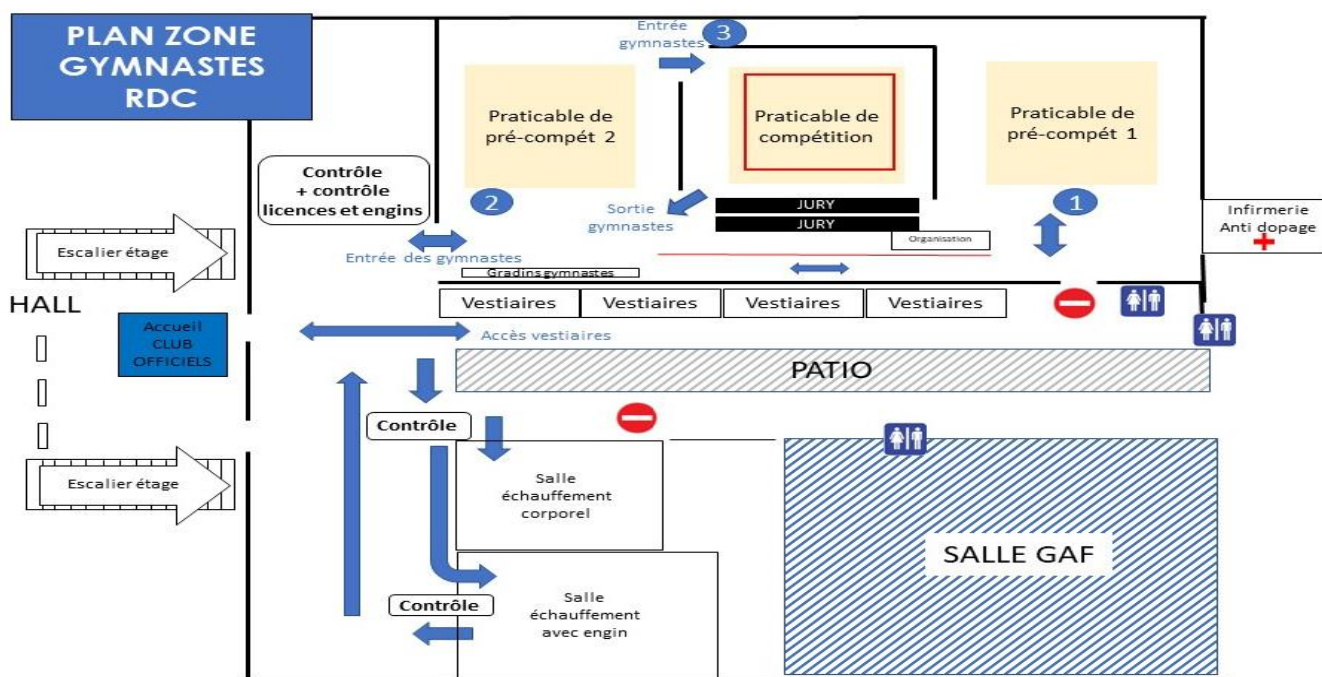 PLAN ZONE
GYMNASTES
RDC
Entrée
gymnastes
3
Praticable de
pré-compét 2
Praticable de
compétition
Praticable de
pré-compét 1
Contrôle
+ contrôle
licences et engins
2
Sortie
gymnastes
JURY
JURY
Organisation
1
Infirmerie
Anti dopage
Escalier étage
Entrée des gymnastes
Gradins gymnastes
HALL
Vestiaires
Vestiaires
Vestiaires
Vestiaires
Accueil
CLUB
OFFICIELS
Accès vestiaires
PATIO
Contrôle
Escalier étage
Salle
échauffement
corporel
SALLE GAF
Contrôle
Salle
échauffement
avec engin